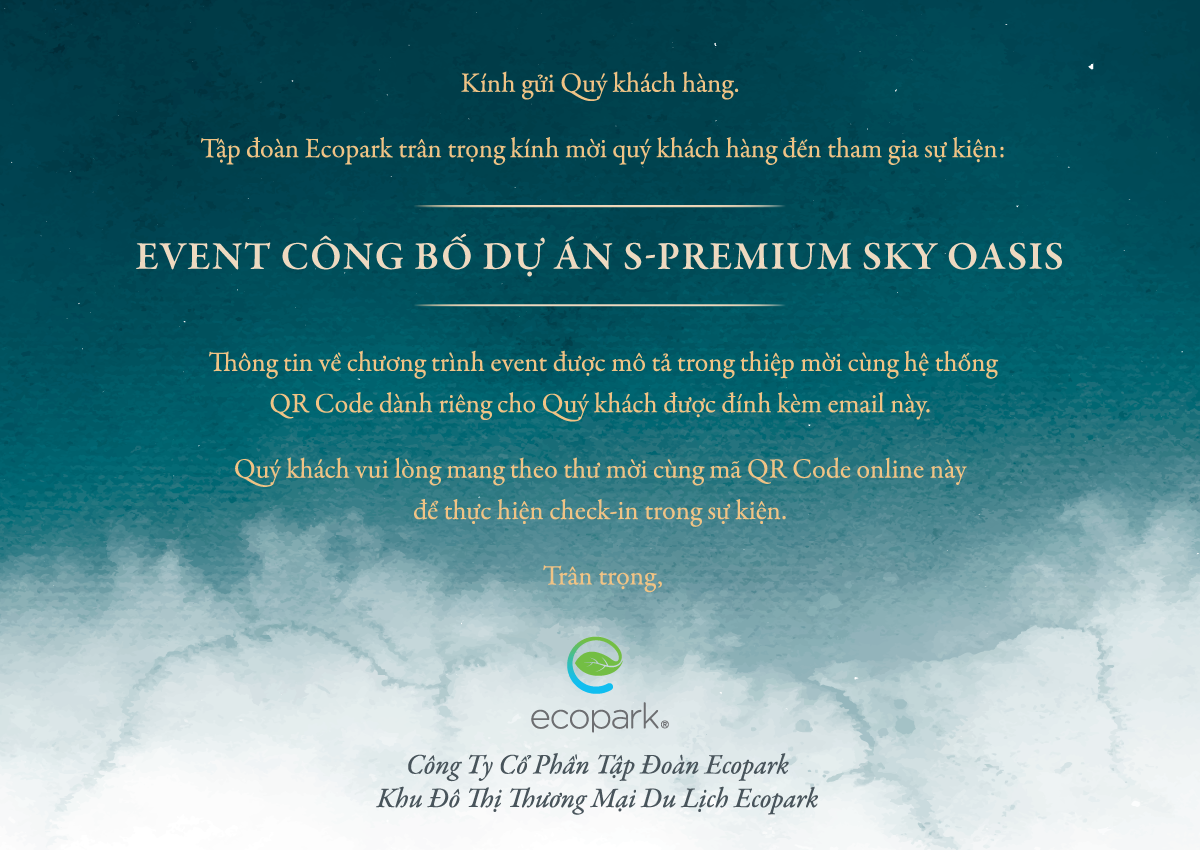 Kính gửi Quý khách hàng.
Tập đoàn Ecopark trân trọng kính mời quý khách hàng đến tham gia sự kiện:
EVENT CÔNG BỐ DỰ ÁN S-PREMIUM SKY OASIS
Thông tin về chương trình event được mô tả trong thiệp mời cùng hệ thống
QR Code dành riêng cho Quý khách được đính kèm email này.
Quý khách vui lòng mang theo thư mời cùng mã QR Code online này
để thực hiện check-in trong sự kiện.
Trân trọng,
ecopark®
Công Ty Cổ Phần Tập Đoàn Ecopark
Khu Đô Thị Thương Mại Du Lịch Ecopark